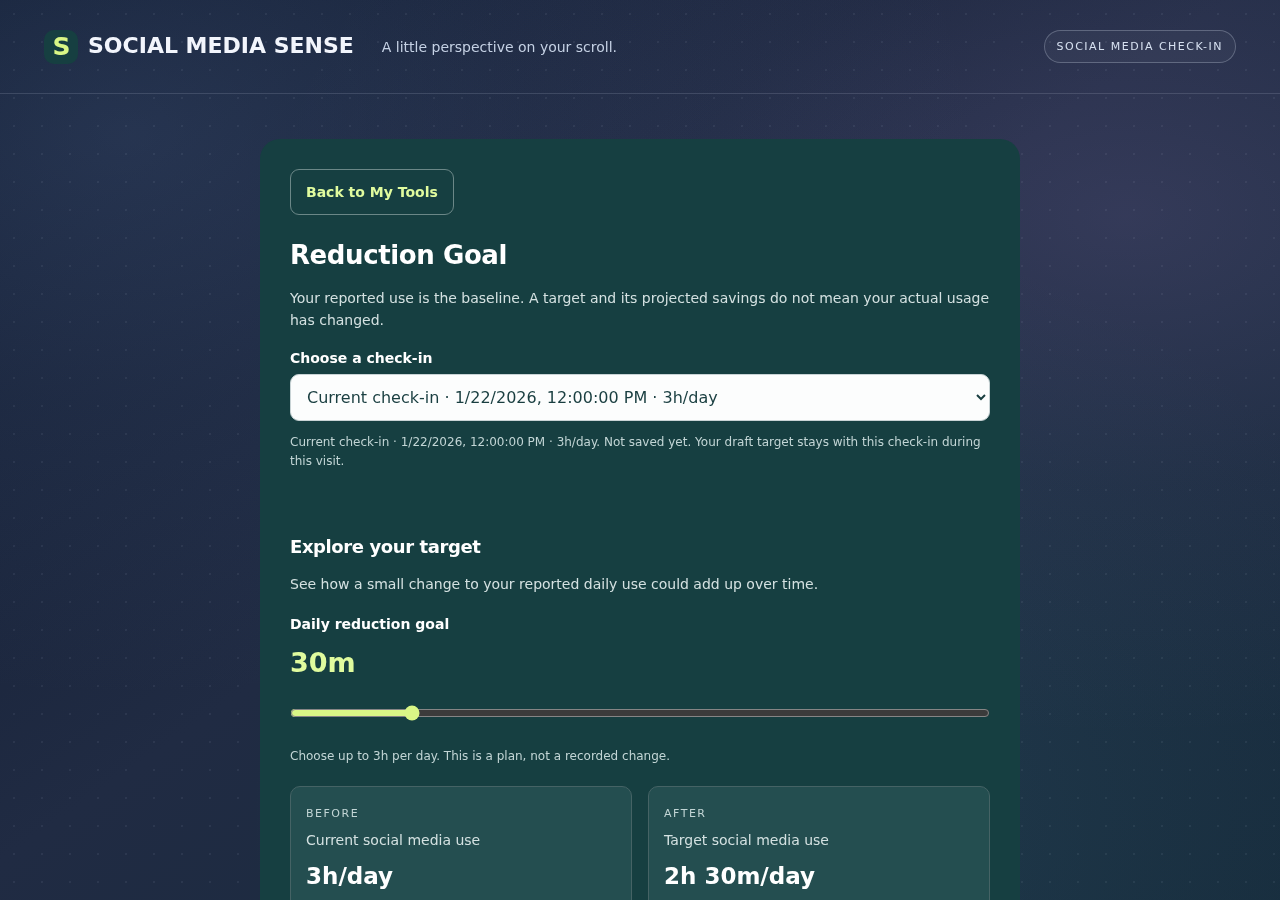 S SOCIAL MEDIA SENSE
A little perspective on your scroll.
SOCIAL MEDIA CHECK-IN
Back to My Tools
Reduction Goal
Your reported use is the baseline. A target and its projected savings do not mean your actual usage
has changed.
Choose a check-in
Current check-in · 1/22/2026, 12:00:00 PM · 3h/day
Current check-in · 1/22/2026, 12:00:00 PM · 3h/day. Not saved yet. Your draft target stays with this check-in during
this visit.
Explore your target
See how a small change to your reported daily use could add up over time.
Daily reduction goal
30m
Choose up to 3h per day. This is a plan, not a recorded change.
BEFORE
Current social media use
3h/day
AFTER
Target social media use
2h 30m/day